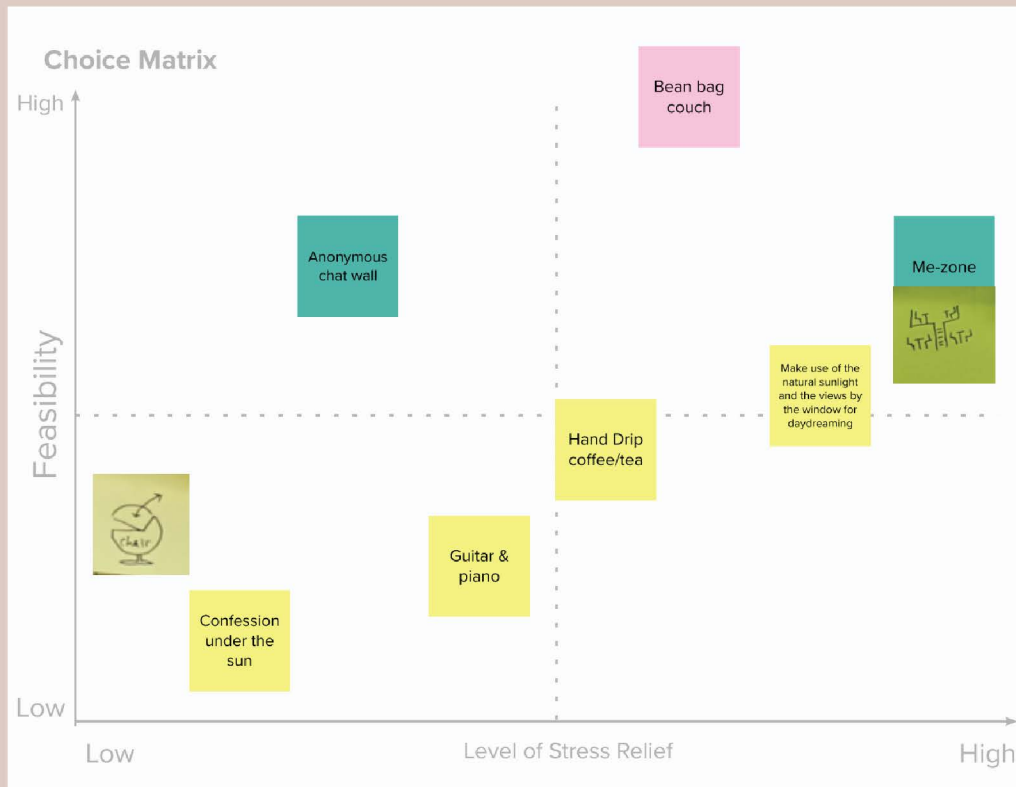 Choice Matrix
High
Bean bag
couch
Anonymous
chat wall
Me-zone
Make use of the
natural sunlight
and the views by
the window for
daydreaming
Feasibility
Hand Drip
coffee/tea
chair
Guitar &
piano
Confession
under the
sun
Low
Low
Level of Stress Relief
High